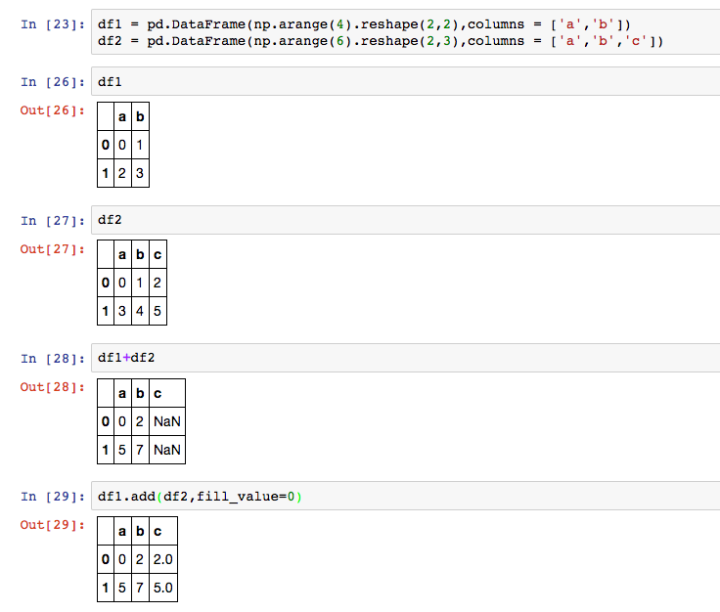 In [23]: df1 = pd.DataFrame(np.arange(4).reshape(2,2),columns = ['a','b'])
df2 = pd.DataFrame(np.arange(6).reshape(2,3),columns = ['a','b','c'])
In [26]: df1
Out[26]:
a b
0 0 1
1 2 3
In [27]: df2
Out[27]:
a b c
0 0 1 2
1 3 4 5
In [28]: df1+df2
Out[28]:
a b c
0 0 2 NaN
1 5 7 NaN
In [29]: df1.add(df2,fill_value=0)
Out[29]:
a b c
0 0 2 2.0
1 5 7 5.0